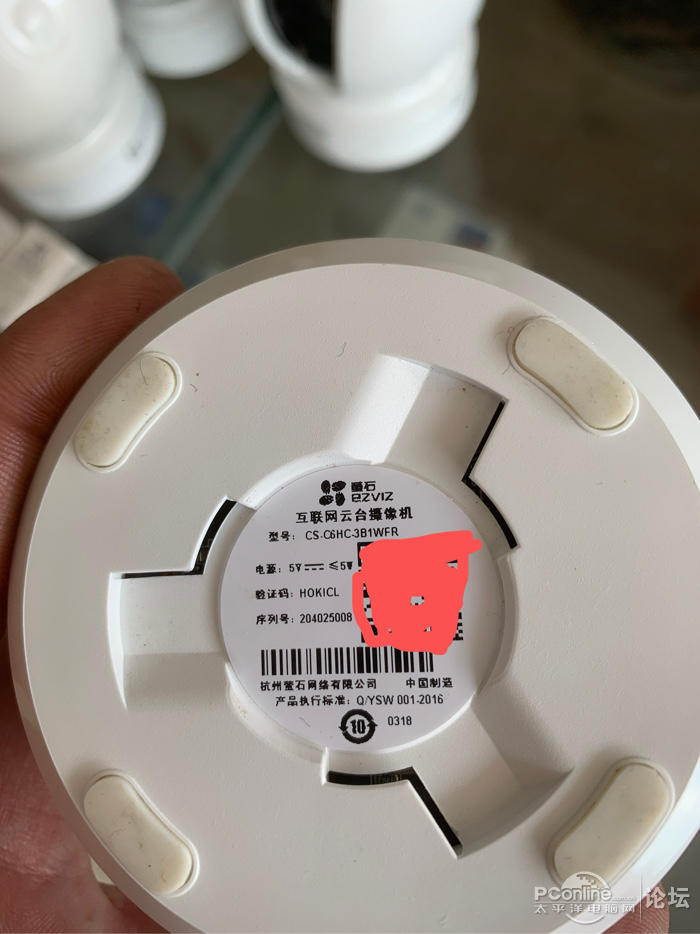 萤石
EZVIZ
互联网云台摄像机
型号： CS-C6HC-3B1WFR
电源： 5V ≤5W
验证码： HOKICL
序列号： 204025008
杭州萤石网络有限公司 中国制造
产品执行标准： Q/YSW 001-2016
10 0318
PConline.com.cn 论坛
太平洋电脑网